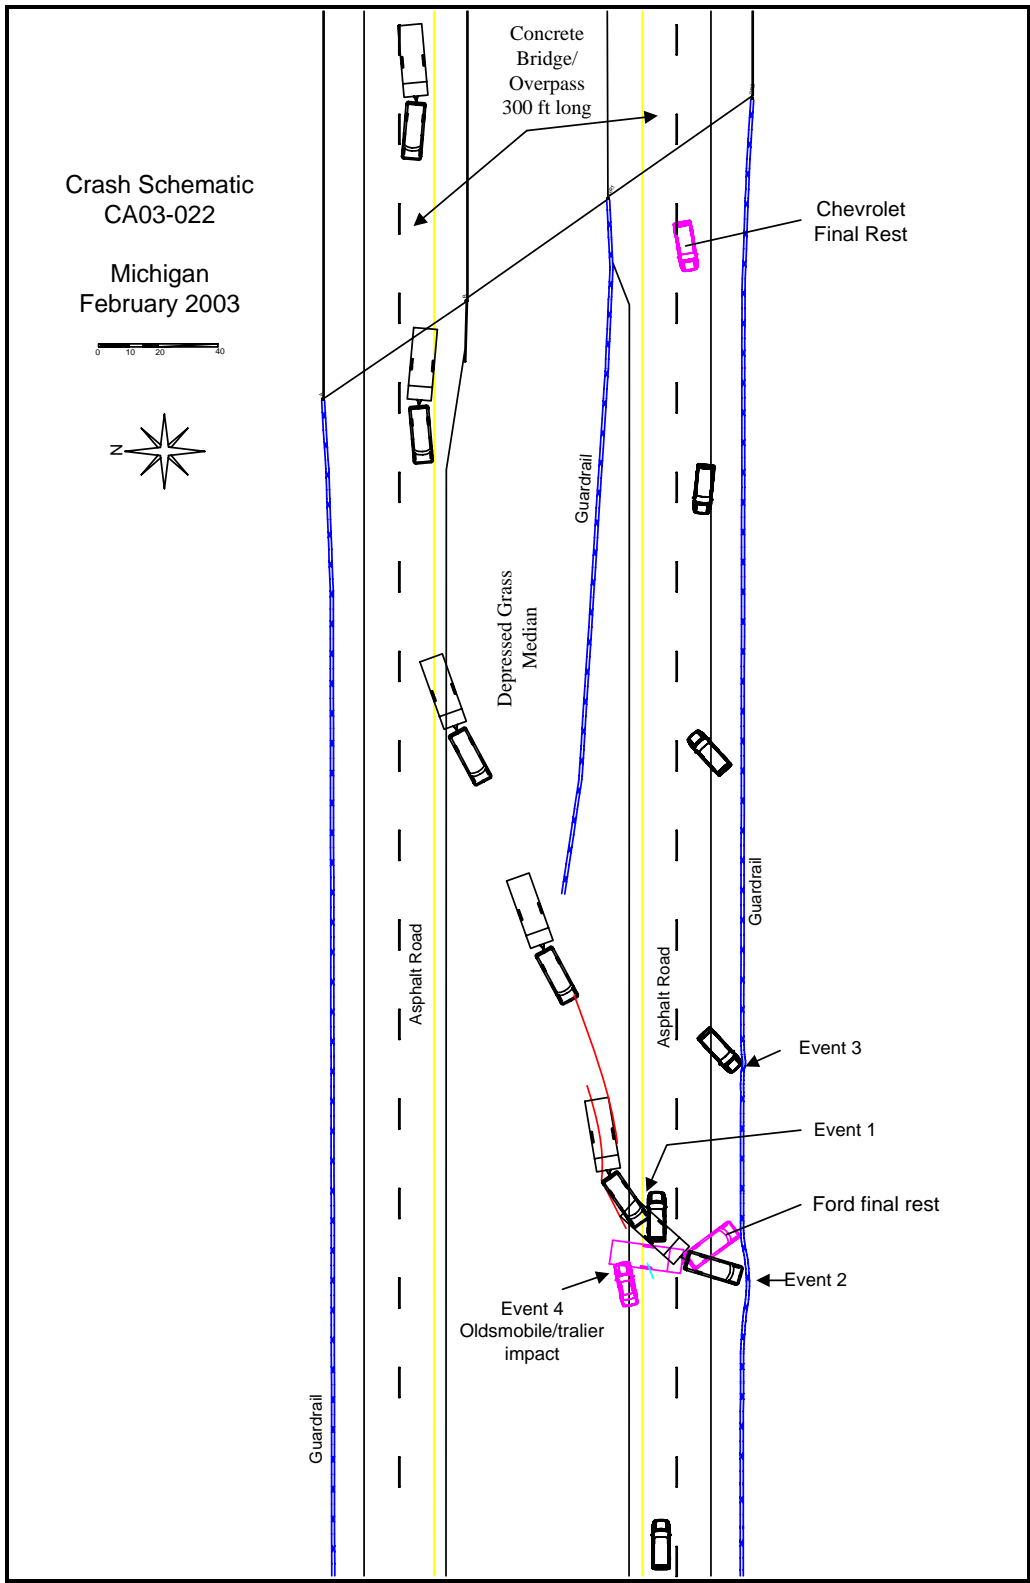 Concrete
Bridge/
Overpass
300 ft long
Crash Schematic
CA03-022
Michigan
February 2003
0 10 20 40
N
Chevrolet
Final Rest
Guardrail
Depressed Grass
Median
Guardrail
Asphalt Road
Asphalt Road
Event 3
Event 1
Ford final rest
Event 2
Event 4
Oldsmobile/tralier
impact
Guardrail